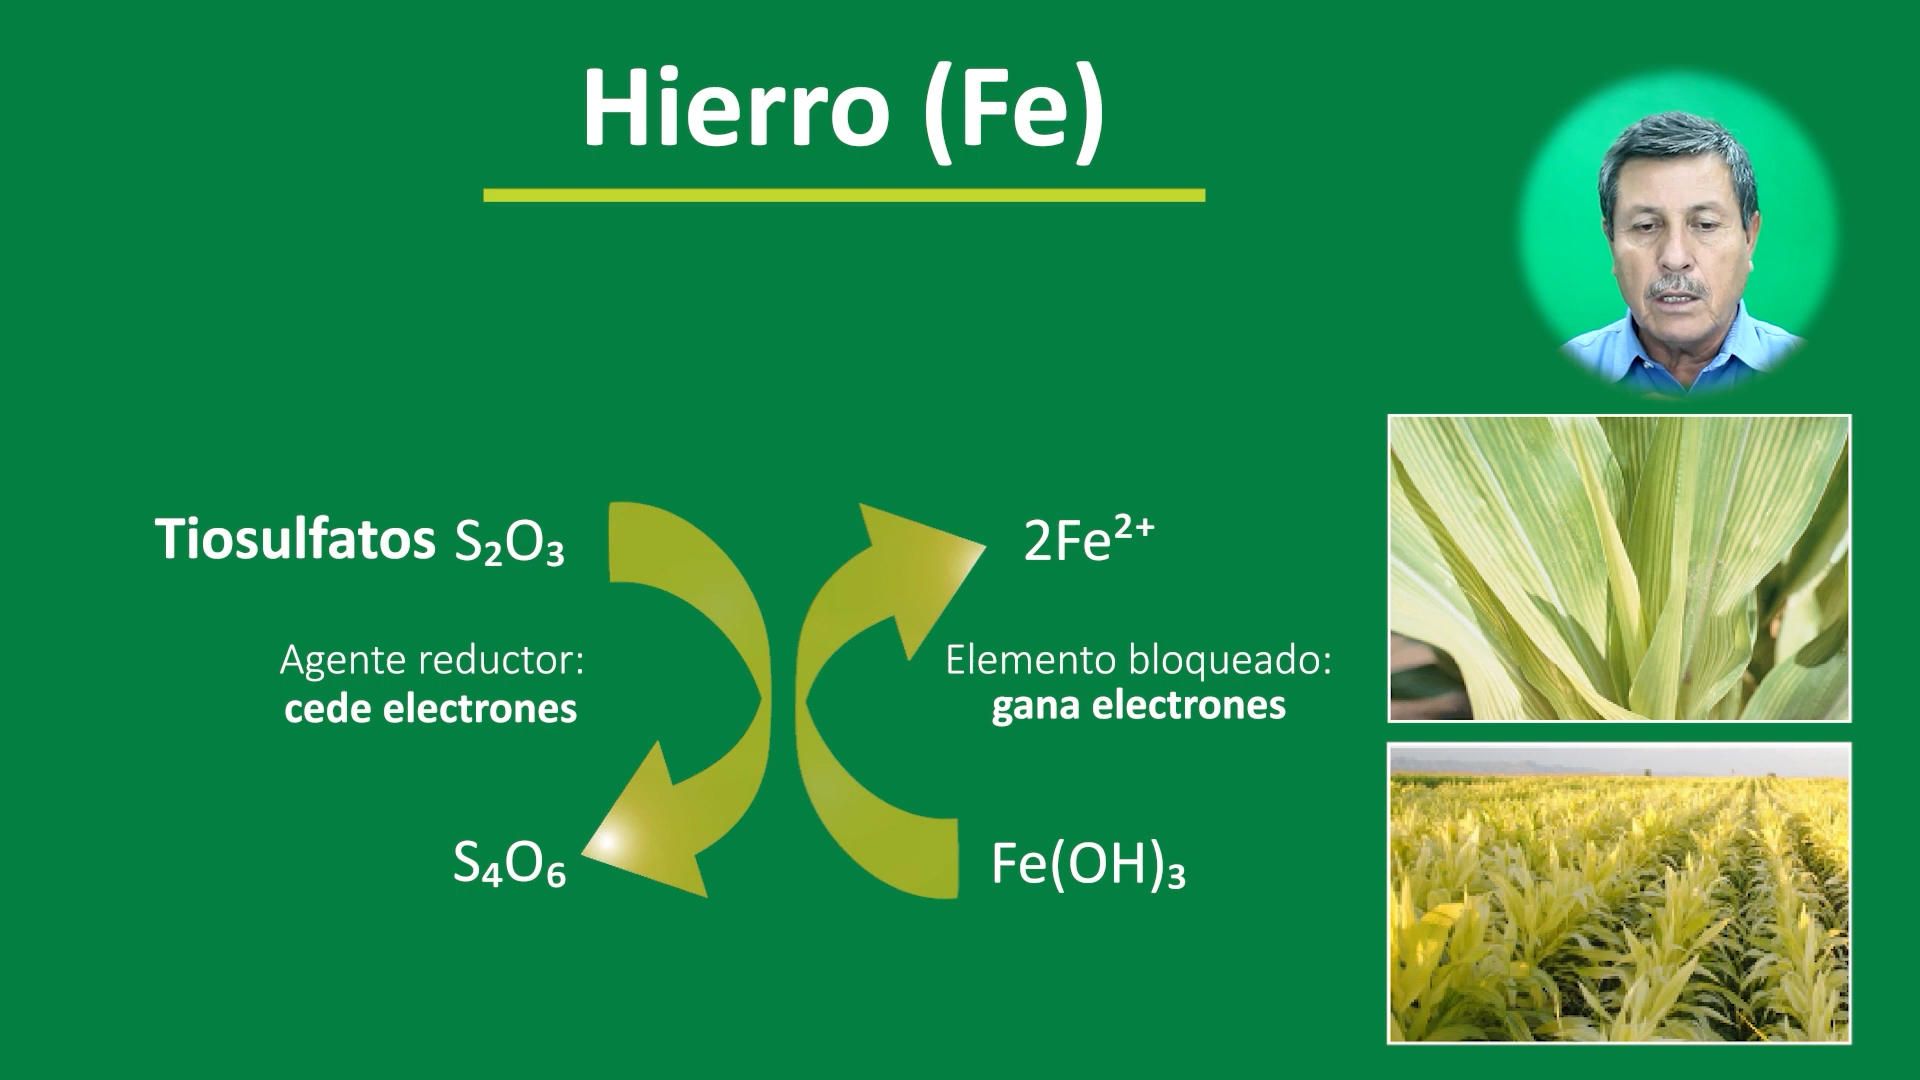 Hierro (Fe)
Tiosulfatos S₂O₃
2Fe²⁺
Agente reductor:
cede electrones
Elemento bloqueado:
gana electrones
S₄O₆
Fe(OH)₃